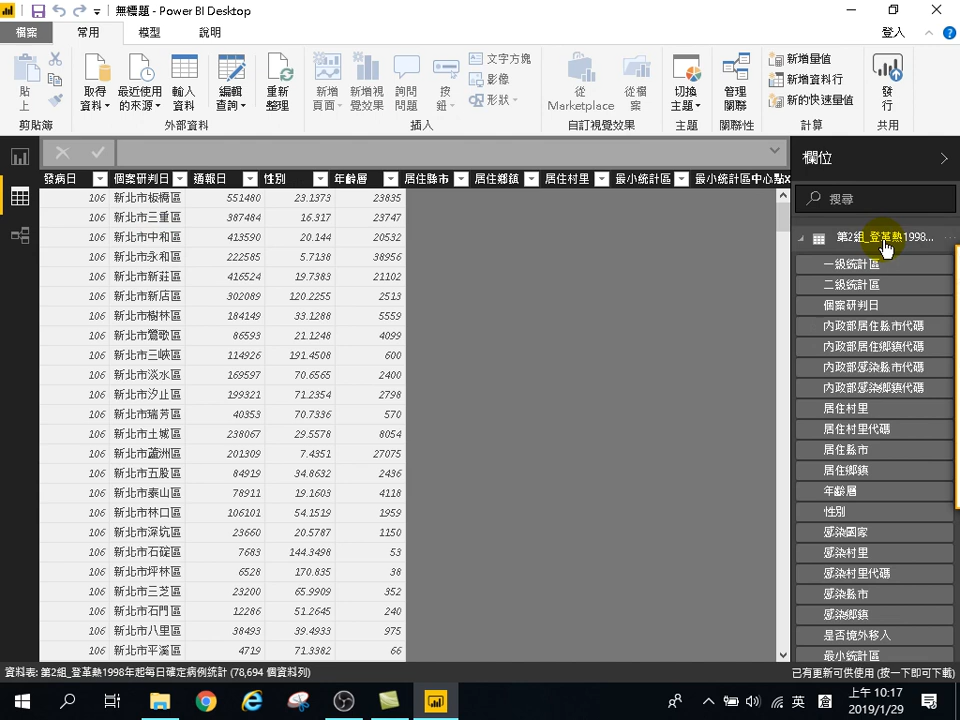 無標題 - Power BI Desktop
檔案 常用 模型 說明 登入
貼上
取得資料
最近使用的來源
輸入資料
編輯查詢
重新整理
新增頁面
新增視覺效果
詢問問題
按鈕
文字方塊
影像
形狀
從 Marketplace
從檔案
切換主題
管理關聯
新增量值
新增資料行
新的快速量值
發行
剪貼簿 外部資料 插入 自訂視覺效果 主題 關聯性 計算 共用
發病日 個案研判日 通報日 性別 年齡層 居住縣市 居住鄉鎮 居住村里 最小統計區 最小統計區中心點X
106 新北市板橋區 551480 23.1373 23835
106 新北市三重區 387484 16.317 23747
106 新北市中和區 413590 20.144 20532
106 新北市永和區 222585 5.7138 38956
106 新北市新莊區 416524 19.7383 21102
106 新北市新店區 302089 120.2255 2513
106 新北市樹林區 184149 33.1288 5559
106 新北市鶯歌區 86593 21.1248 4099
106 新北市三峽區 114926 191.4508 600
106 新北市淡水區 169597 70.6565 2400
106 新北市汐止區 199321 71.2354 2798
106 新北市瑞芳區 40353 70.7336 570
106 新北市土城區 238067 29.5578 8054
106 新北市蘆洲區 201309 7.4351 27075
106 新北市五股區 84919 34.8632 2436
106 新北市泰山區 78911 19.1603 4118
106 新北市林口區 106101 54.1519 1959
106 新北市深坑區 23660 20.5787 1150
106 新北市石碇區 7683 144.3498 53
106 新北市坪林區 6528 170.835 38
106 新北市三芝區 23200 65.9909 352
106 新北市石門區 12286 51.2645 240
106 新北市八里區 38493 39.4933 975
106 新北市平溪區 4719 71.3382 66
欄位
搜尋
第2組_登革熱1998...
一級統計區
二級統計區
個案研判日
內政部居住縣市代碼
內政部居住鄉鎮代碼
內政部感染縣市代碼
內政部感染鄉鎮代碼
居住村里
居住村里代碼
居住縣市
居住鄉鎮
年齡層
性別
感染國家
感染村里
感染村里代碼
感染縣市
感染鄉鎮
是否境外移入
最小統計區
資料表: 第2組_登革熱1998年起每日確定病例統計 (78,694 個資料列)
已有更新可供使用 (按一下即可下載)
英
上午 10:17
2019/1/29